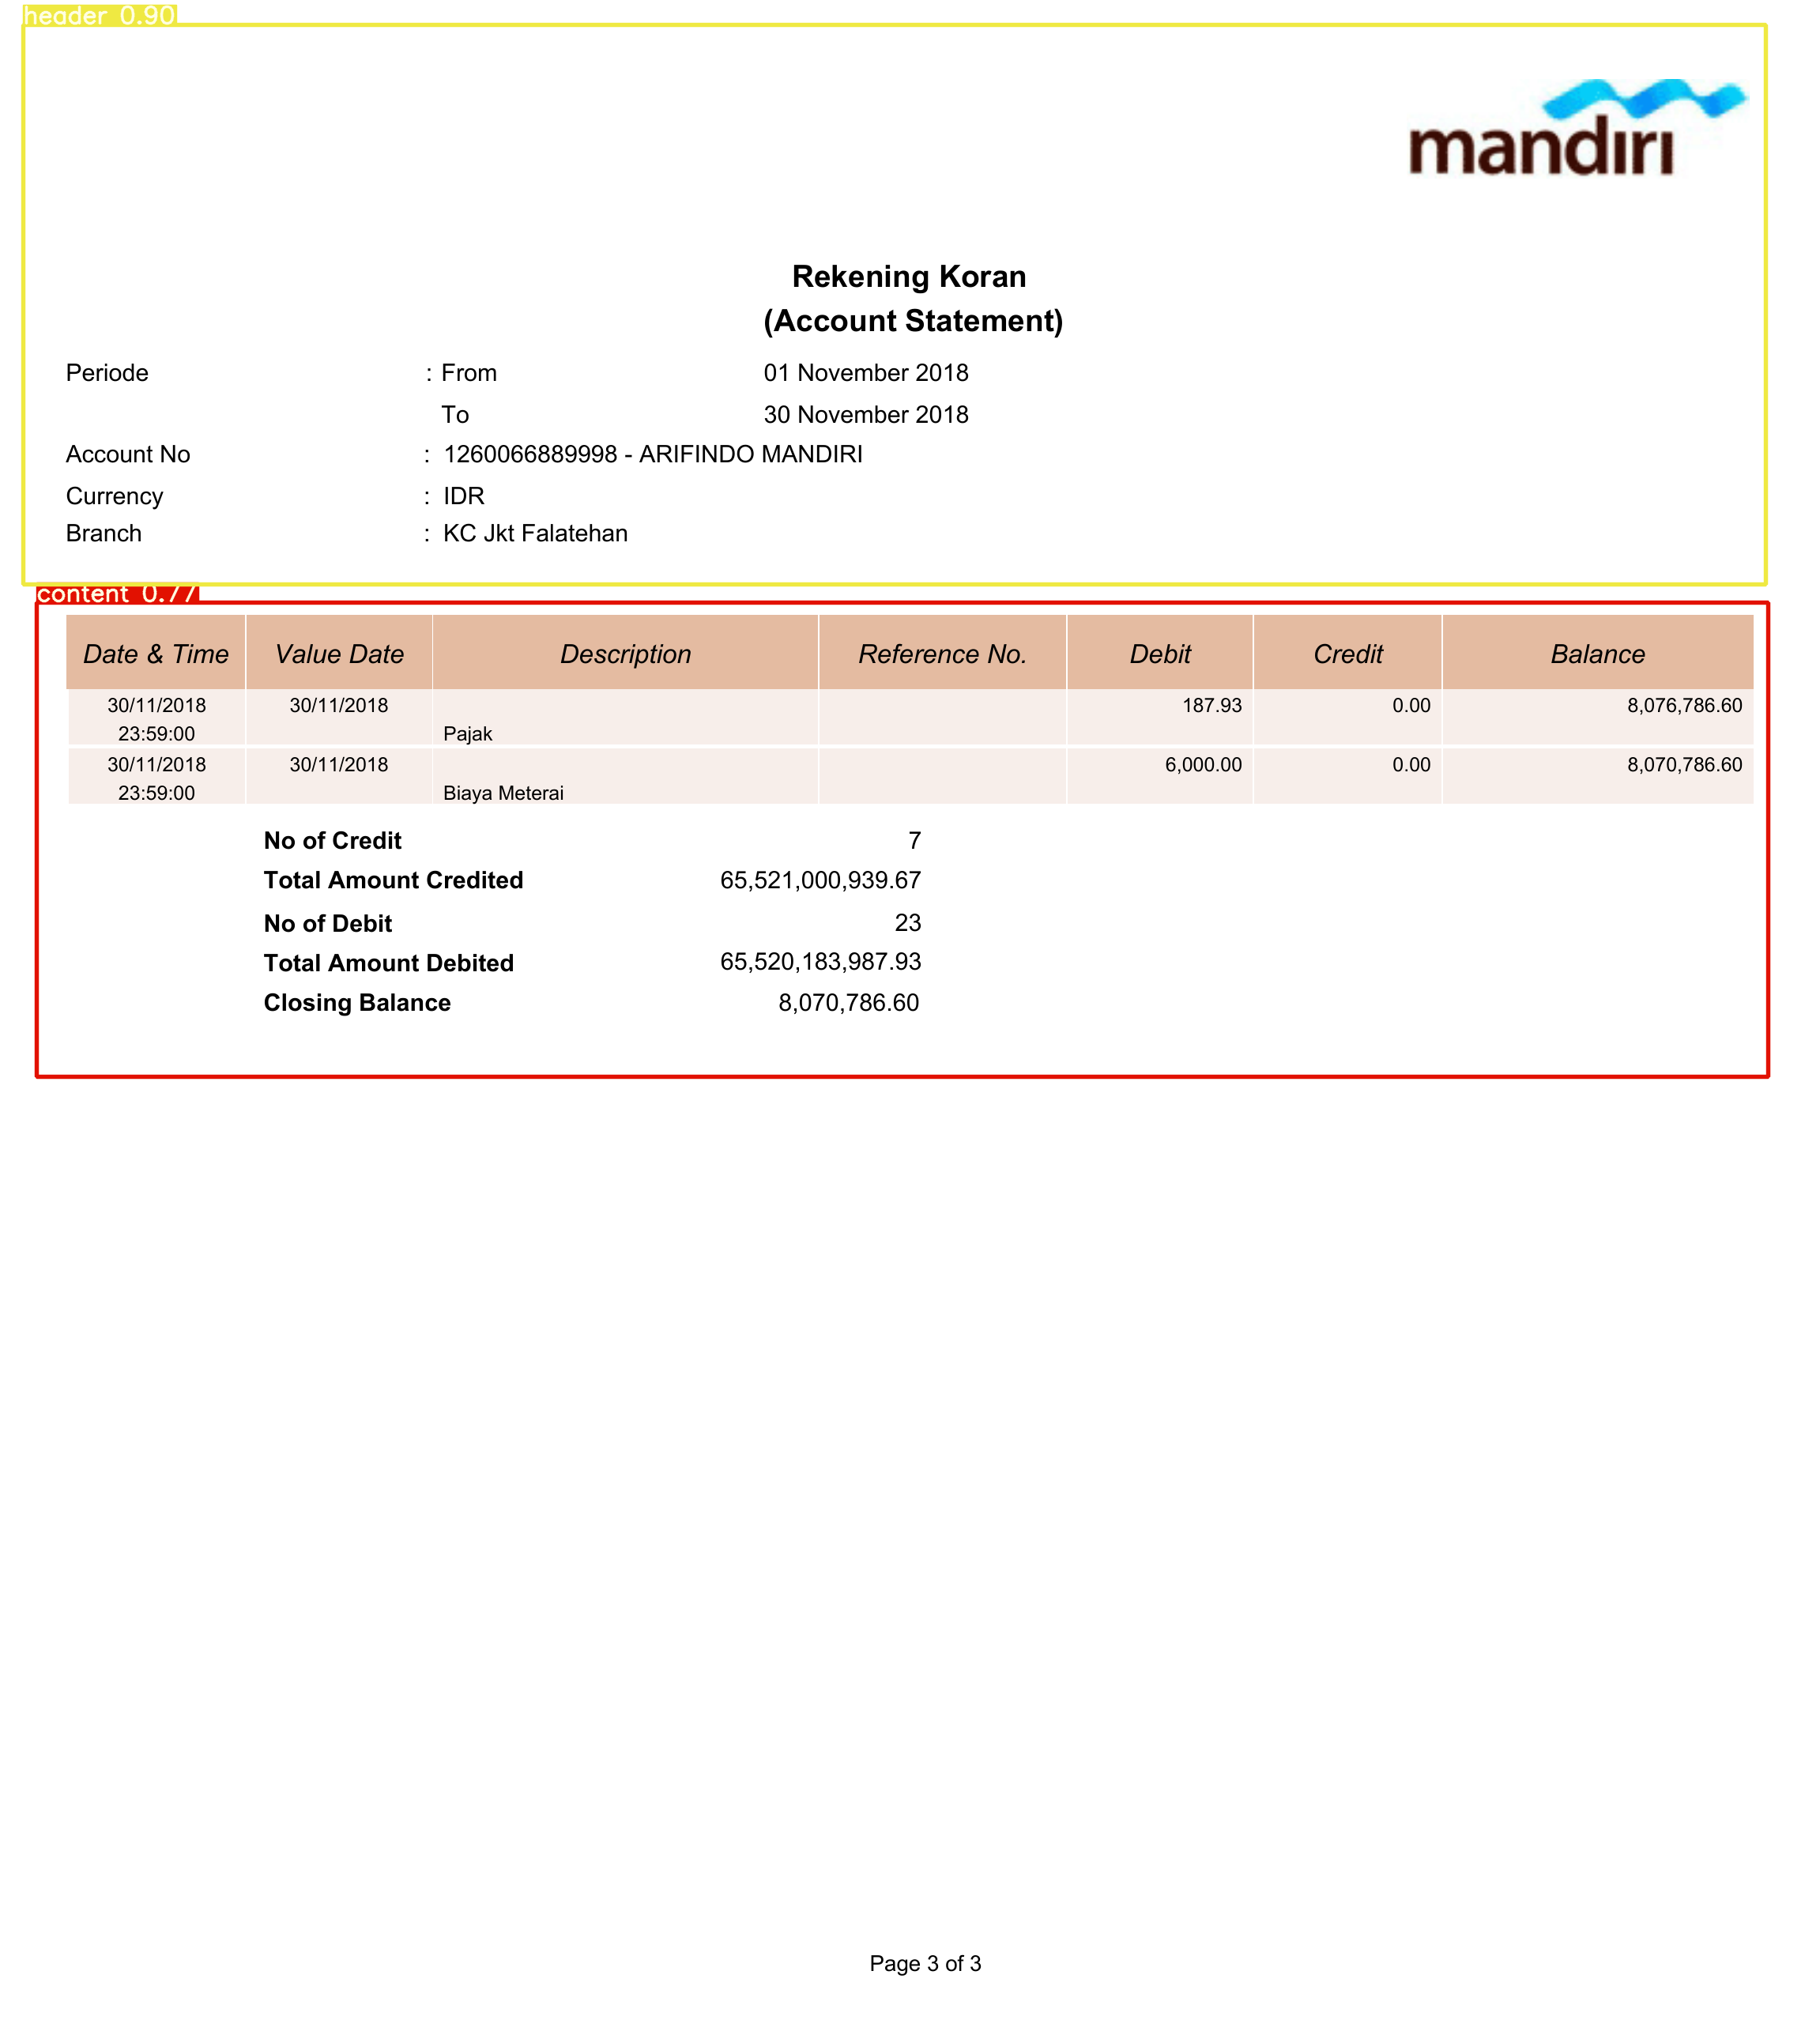 header 0.90
mandiri
Rekening Koran
(Account Statement)
Periode : From 01 November 2018
To 30 November 2018
Account No : 1260066889998 - ARIFINDO MANDIRI
Currency : IDR
Branch : KC Jkt Falatehan
content 0.77
Date & Time Value Date Description Reference No. Debit Credit Balance
30/11/2018 30/11/2018 187.93 0.00 8,076,786.60
23:59:00 Pajak
30/11/2018 30/11/2018 6,000.00 0.00 8,070,786.60
23:59:00 Biaya Meterai
No of Credit 7
Total Amount Credited 65,521,000,939.67
No of Debit 23
Total Amount Debited 65,520,183,987.93
Closing Balance 8,070,786.60
Page 3 of 3